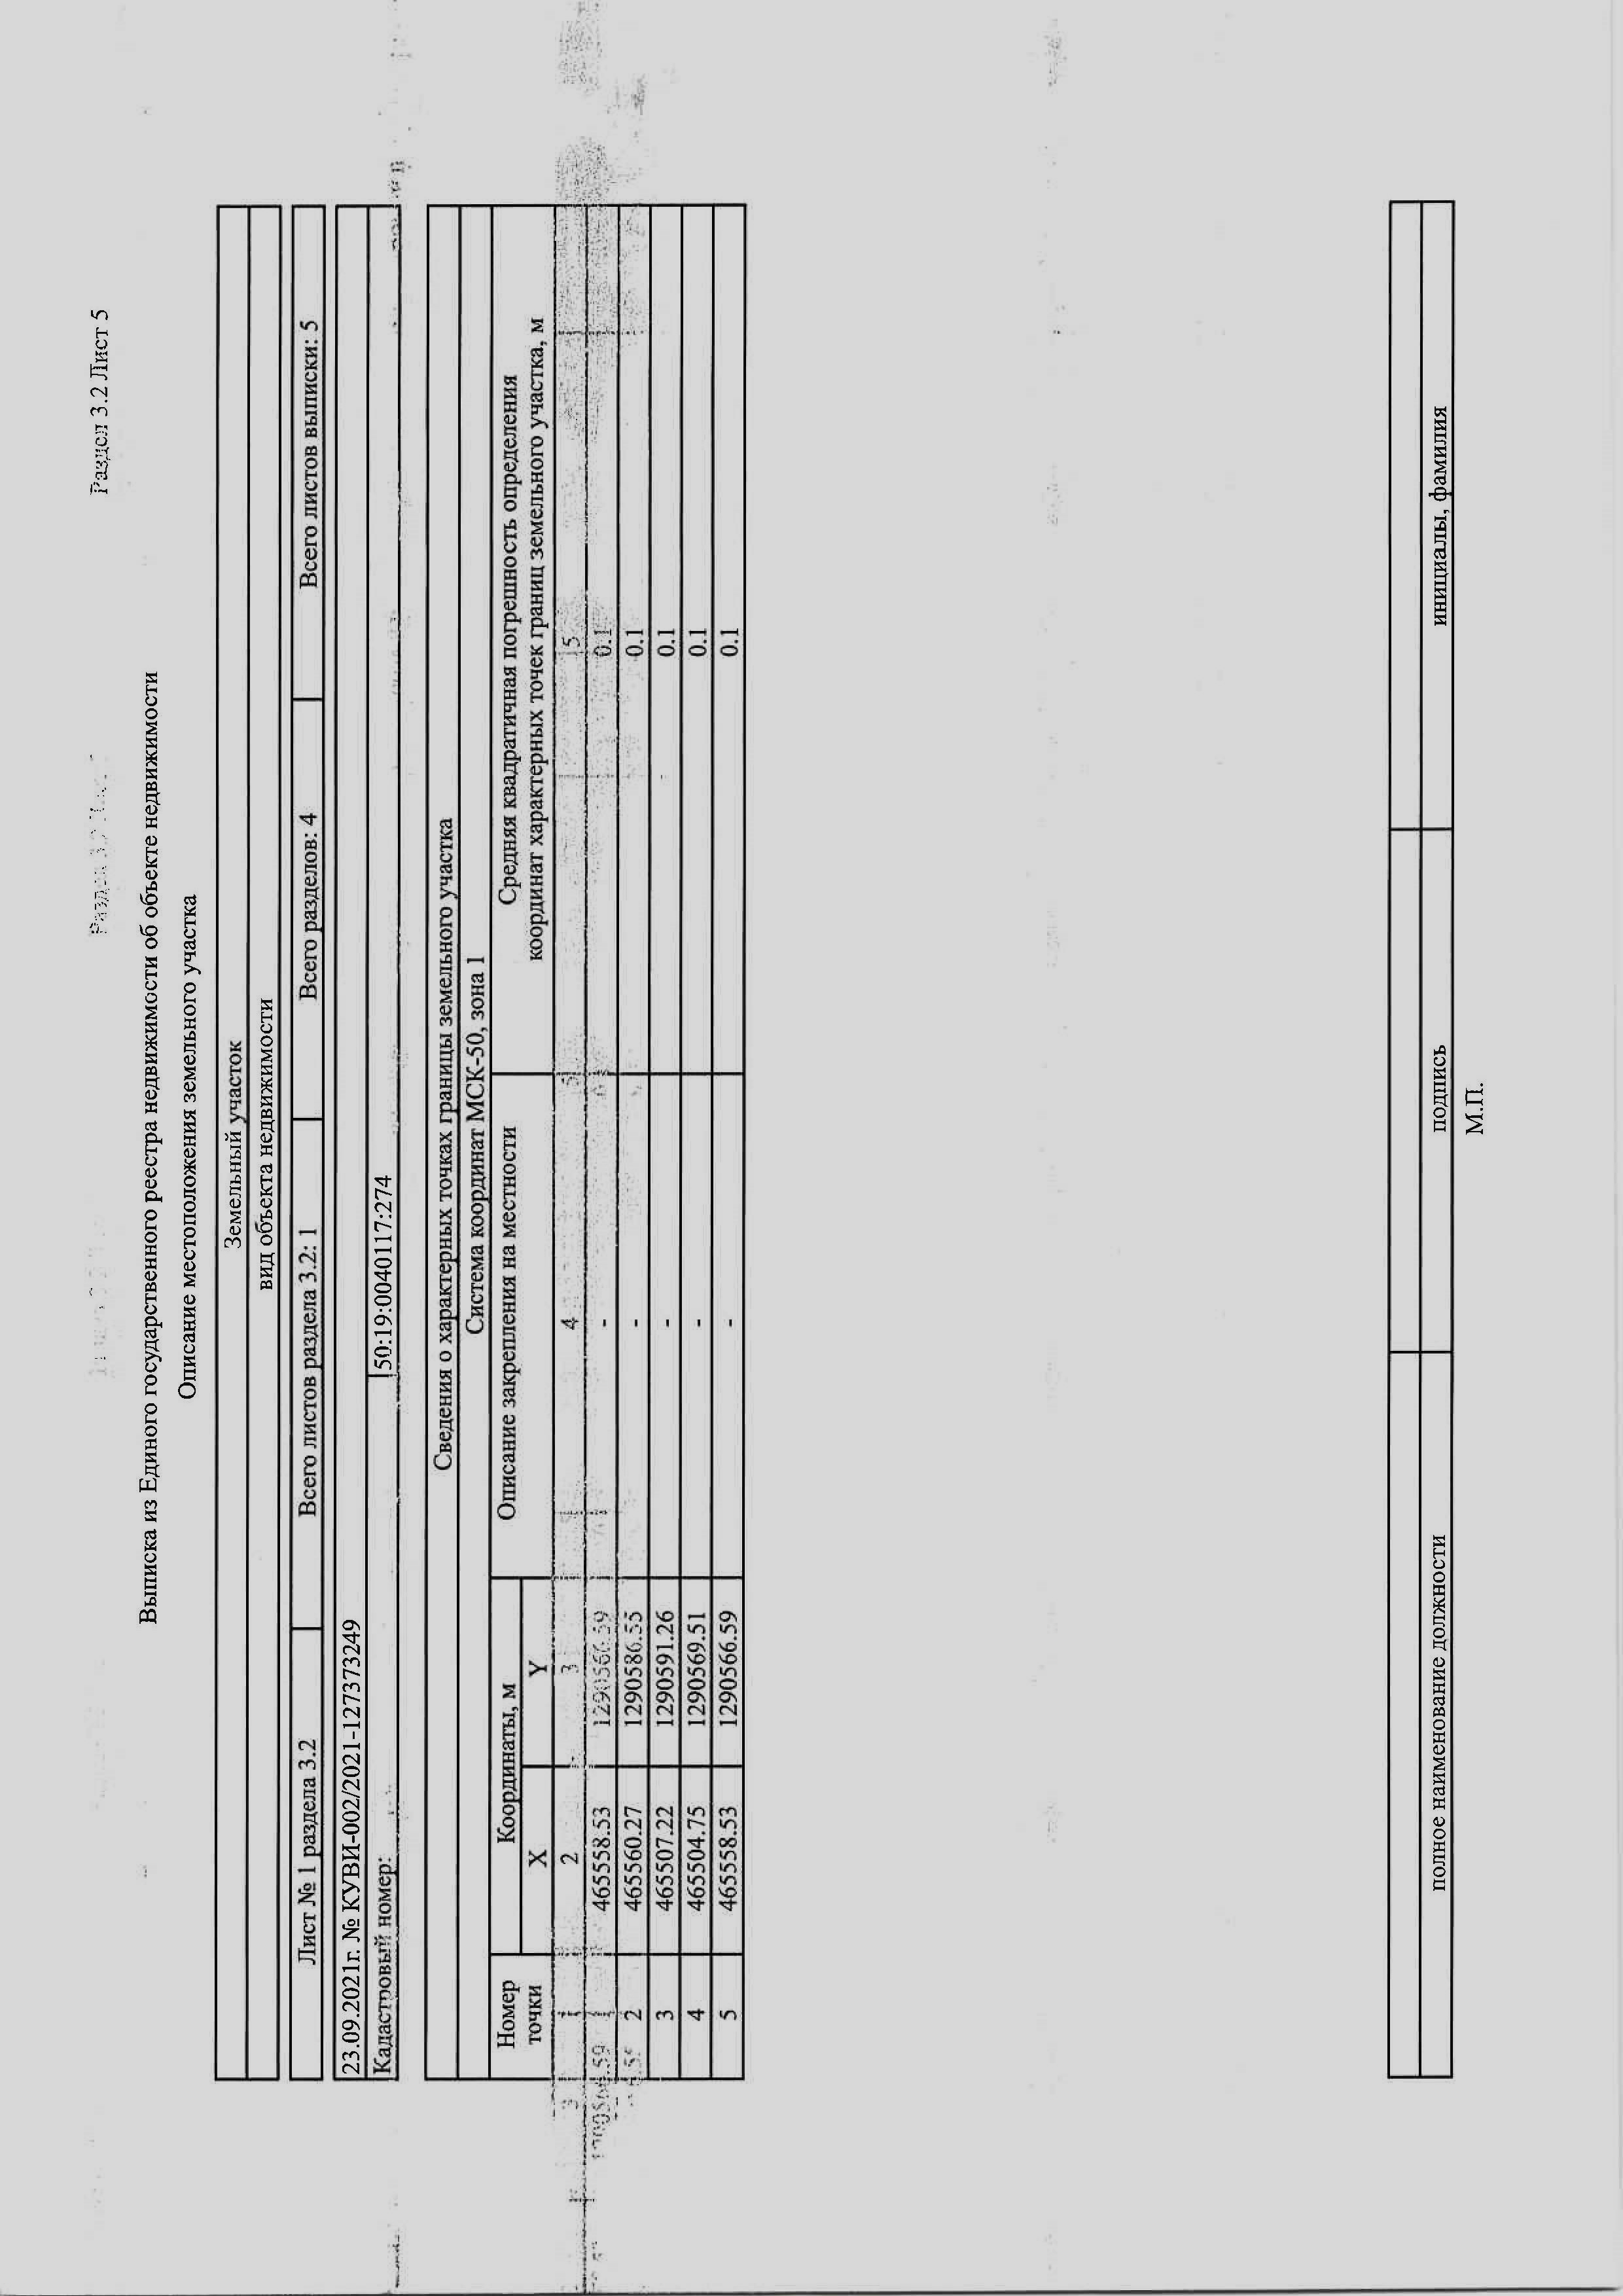 Раздел 3.2 Лист 5
Выписка из Единого государственного реестра недвижимости об объекте недвижимости
Описание местоположения земельного участка
Земельный участок
вид объекта недвижимости
Лист № 1 раздела 3.2 Всего листов раздела 3.2: 1 Всего разделов: 4 Всего листов выписки: 5
23.09.2021г. № КУВИ-002/2021-127373249
Кадастровый номер: 50:19:0040117:274
Сведения о характерных точках границы земельного участка
Система координат МСК-50, зона 1
Номер точки Координаты, м Описание закрепления на местности Средняя квадратичная погрешность определения
координат характерных точек границ земельного участка, м
X Y
1 2 3 4 5
1 465558.53 1290566.59 - 0.1
2 465560.27 1290586.55 - 0.1
3 465507.22 1290591.26 - 0.1
4 465504.75 1290569.51 - 0.1
5 465558.53 1290566.59 - 0.1
полное наименование должности подпись инициалы, фамилия
М.П.